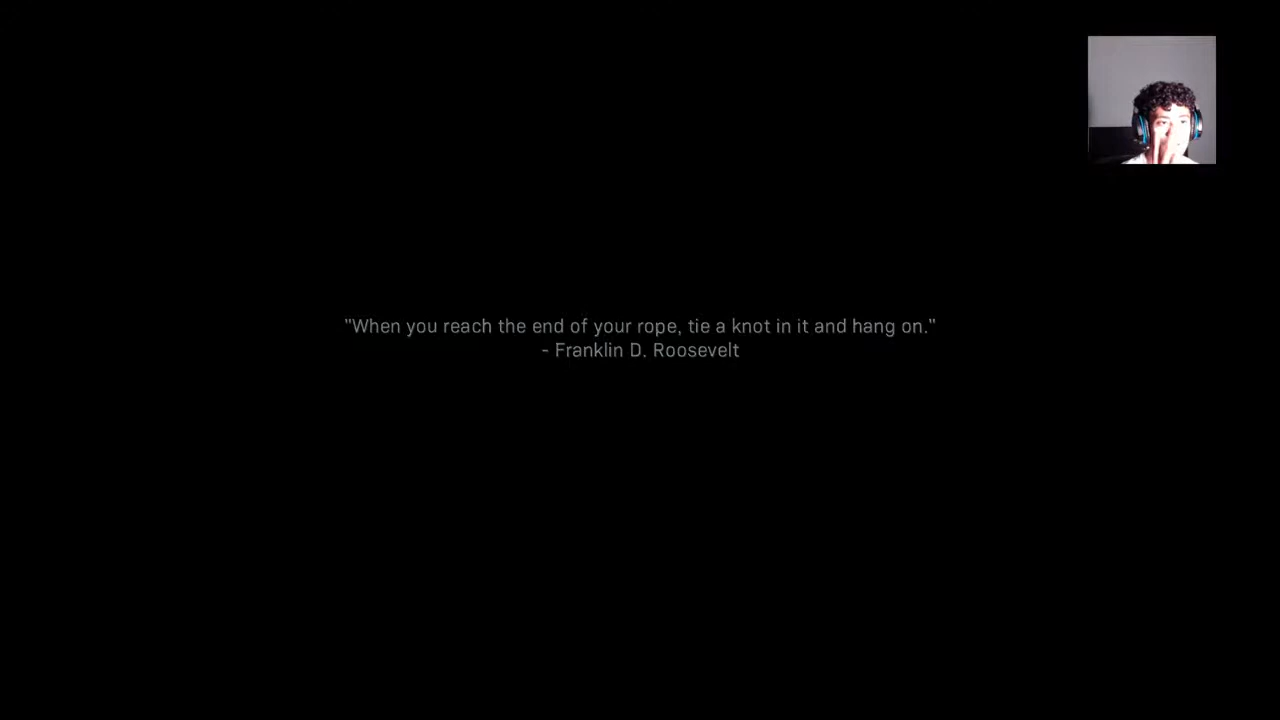 "When you reach the end of your rope, tie a knot in it and hang on."
- Franklin D. Roosevelt